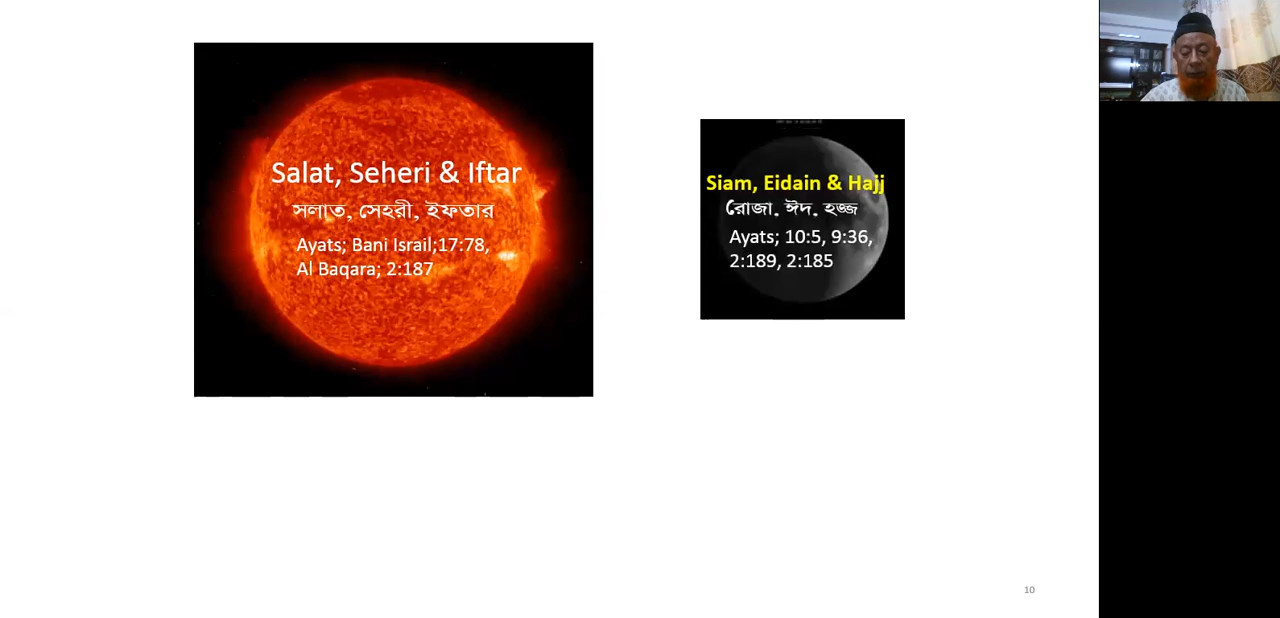 Salat, Seheri & Iftar
সলাত, সেহরী, ইফতার
Ayats; Bani Israil;17:78,
Al Baqara; 2:187
Siam, Eidain & Hajj
রোজা. ঈদ. হজ্জ
Ayats; 10:5, 9:36,
2:189, 2:185
10